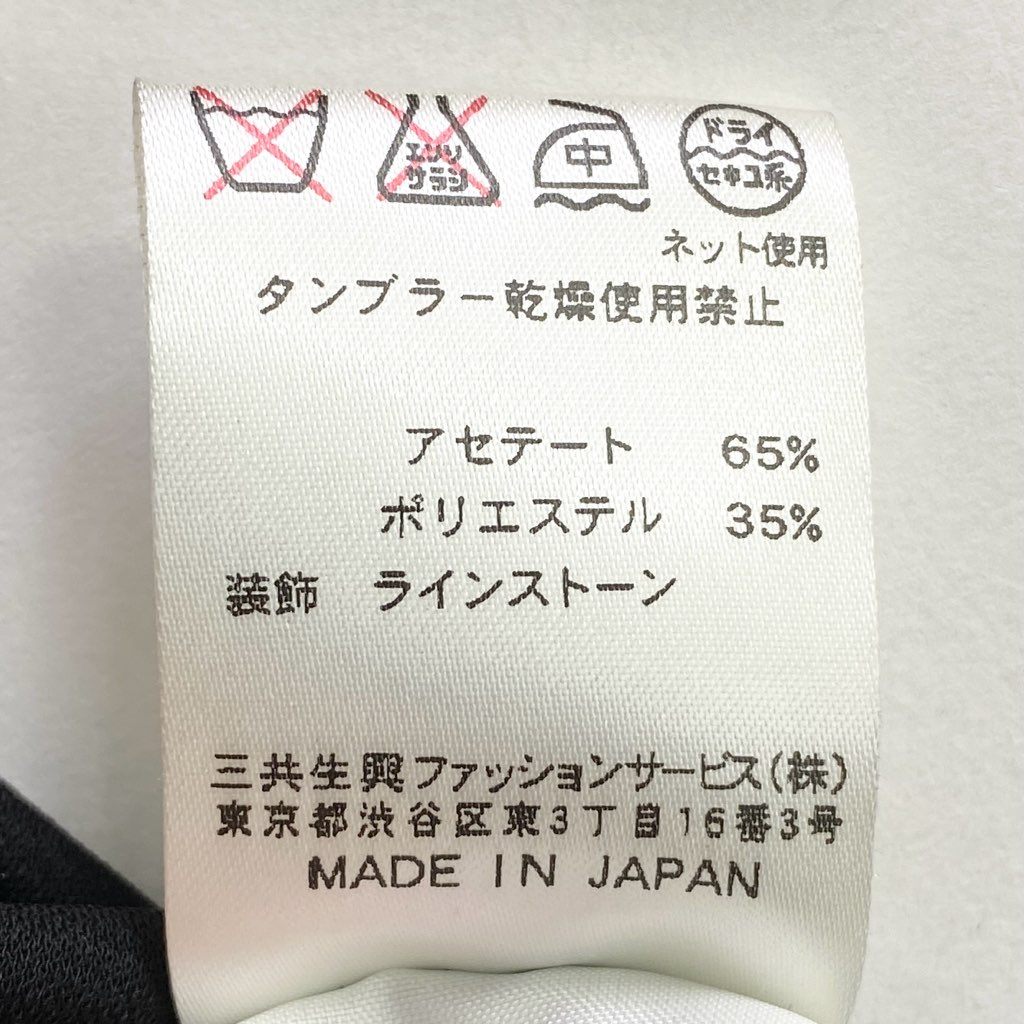 エンソ
サラシ
中
ドライ
セキユ系
ネット使用
タンブラー乾燥使用禁止
アセテート 65%
ポリエステル 35%
装飾 ラインストーン
三共生興ファッションサービス(株)
東京都渋谷区東3丁目16番3号
MADE IN JAPAN